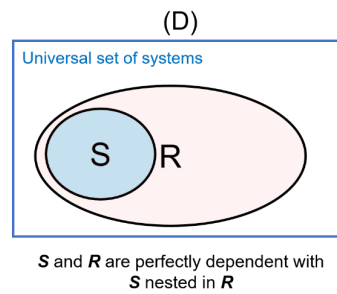 (D)
Universal set of systems
S
R
S and R are perfectly dependent with
S nested in R